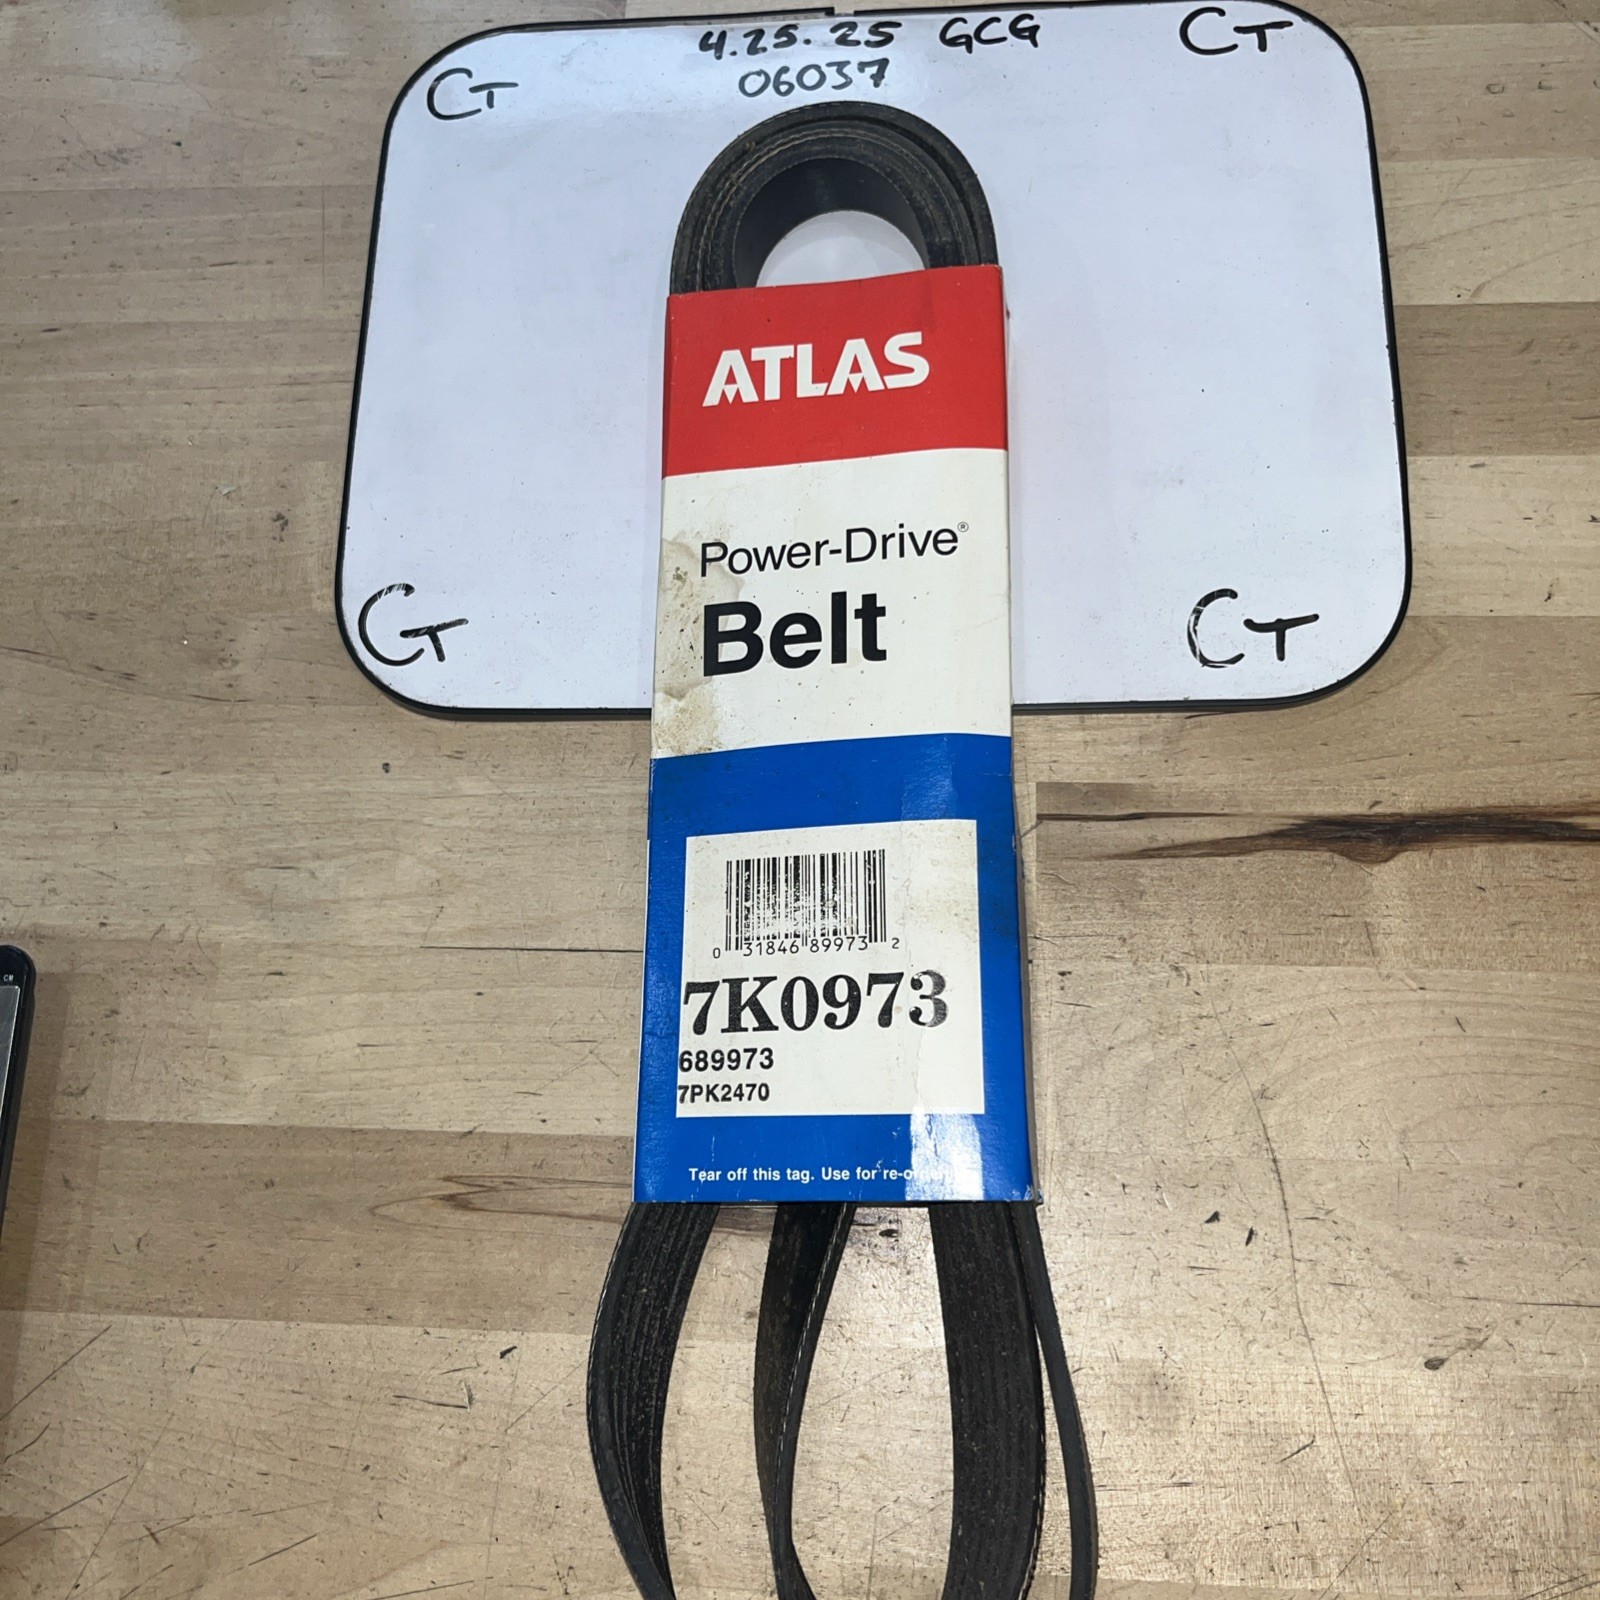 4.25.25 GCG
06037
CT
CT
ATLAS
Power-Drive®
Belt
CT
CT
0 31846 89973 2
7K0973
689973
7PK2470
Tear off this tag. Use for re-order
CM